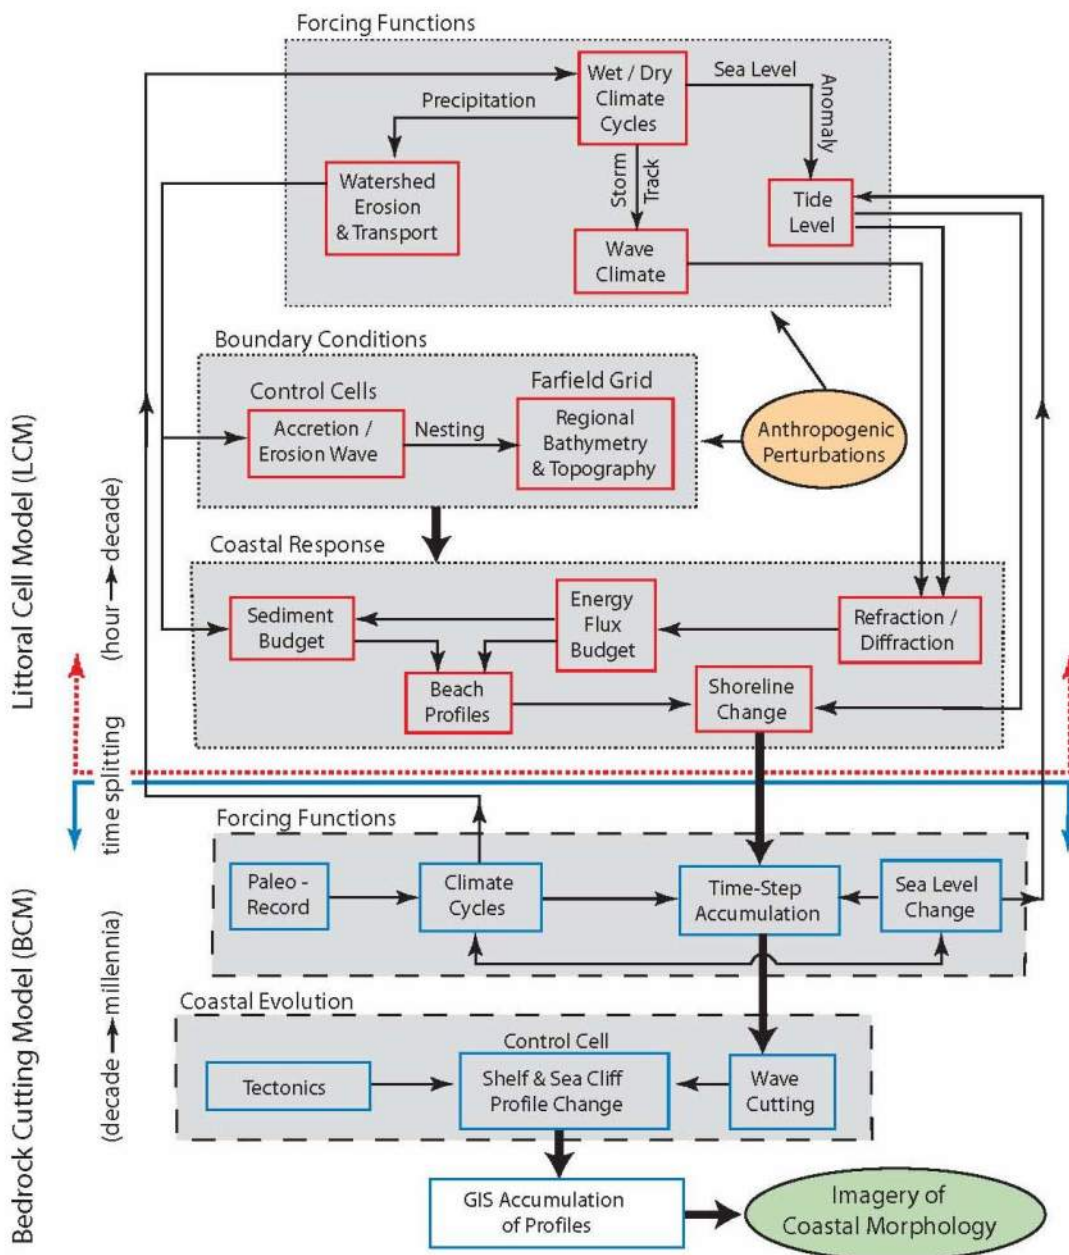 Forcing Functions
Wet / Dry
Climate
Cycles
Sea Level
Anomaly
Precipitation
Storm
Track
Watershed
Erosion
& Transport
Tide
Level
Wave
Climate
Boundary Conditions
Control Cells
Farfield Grid
Accretion /
Erosion Wave
Nesting
Regional
Bathymetry
& Topography
Anthropogenic
Perturbations
Littoral Cell Model (LCM)
(hour → decade)
Coastal Response
Sediment
Budget
Energy
Flux
Budget
Refraction /
Diffraction
Beach
Profiles
Shoreline
Change
time splitting
Forcing Functions
Paleo -
Record
Climate
Cycles
Time-Step
Accumulation
Sea Level
Change
Bedrock Cutting Model (BCM)
(decade → millennia)
Coastal Evolution
Control Cell
Tectonics
Shelf & Sea Cliff
Profile Change
Wave
Cutting
GIS Accumulation
of Profiles
Imagery of
Coastal Morphology